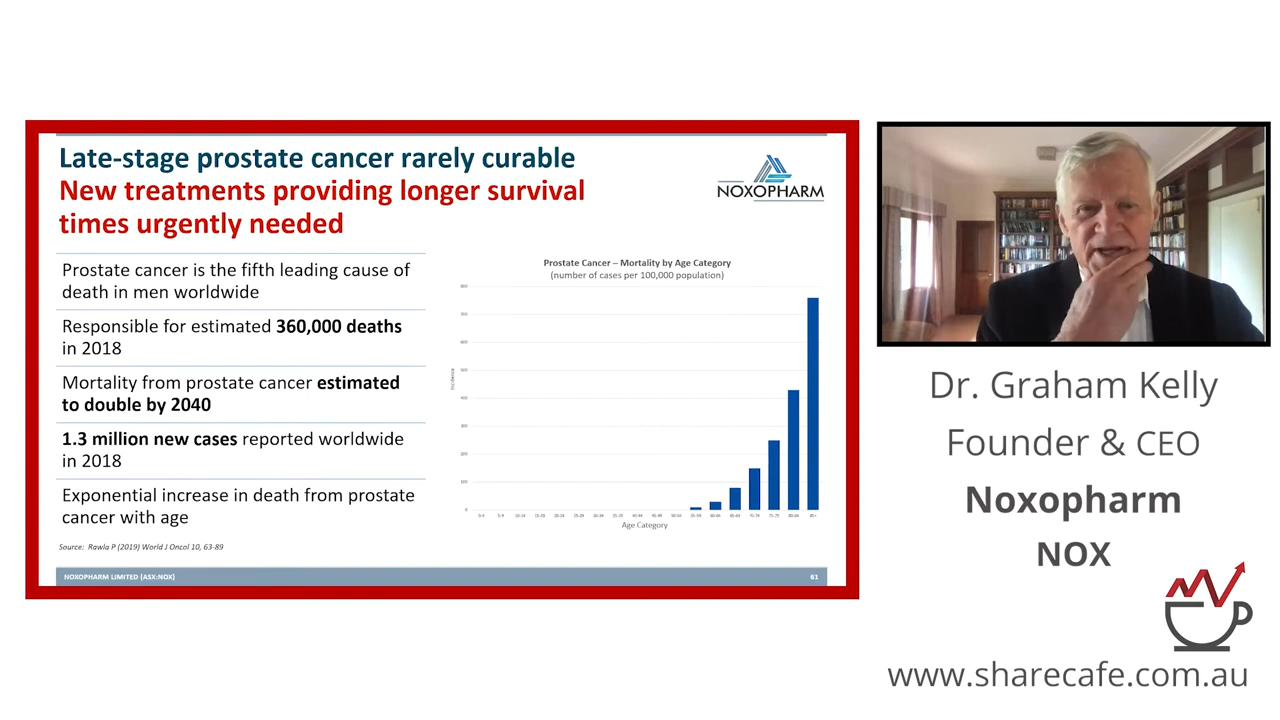 Late-stage prostate cancer rarely curable
New treatments providing longer survival
times urgently needed
NOXOPHARM
Prostate cancer is the fifth leading cause of
death in men worldwide
Responsible for estimated 360,000 deaths
in 2018
Mortality from prostate cancer estimated
to double by 2040
1.3 million new cases reported worldwide
in 2018
Exponential increase in death from prostate
cancer with age
Source: Rawla P (2019) World J Oncol 10, 63-89
Prostate Cancer – Mortality by Age Category
(number of cases per 100,000 population)
Incidence
Age Category
NOXOPHARM LIMITED (ASX:NOX)
61
Dr. Graham Kelly
Founder & CEO
Noxopharm
NOX
www.sharecafe.com.au